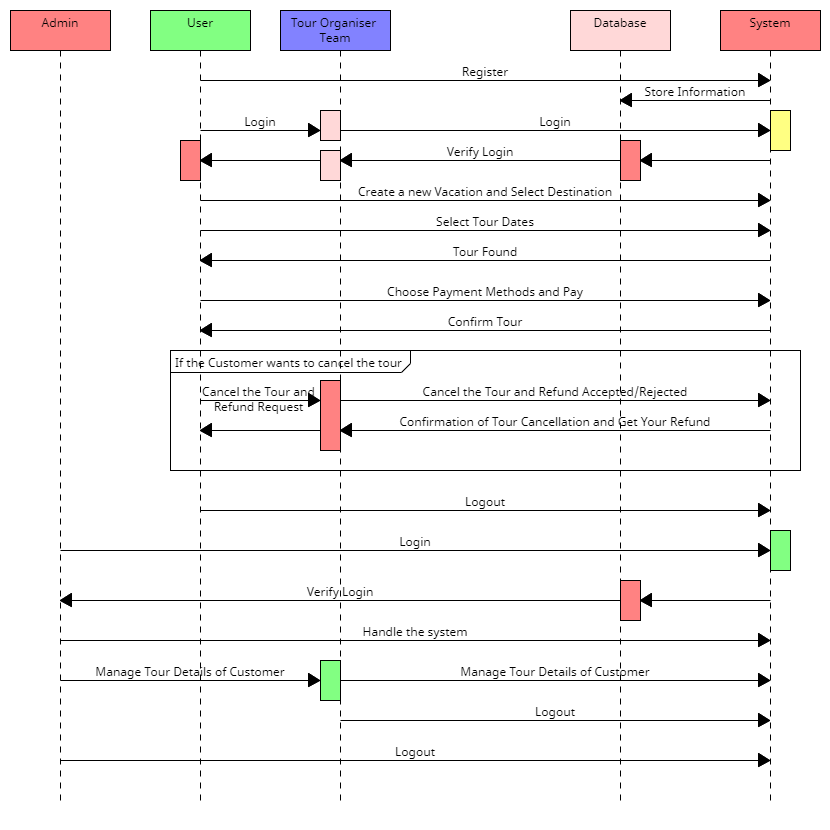 Admin
User
Tour Organiser
Team
Database
System
Register
Store Information
Login
Login
Verify Login
Create a new Vacation and Select Destination
Select Tour Dates
Tour Found
Choose Payment Methods and Pay
Confirm Tour
If the Customer wants to cancel the tour
Cancel the Tour and
Refund Request
Cancel the Tour and Refund Accepted/Rejected
Confirmation of Tour Cancellation and Get Your Refund
Logout
Login
Verify Login
Handle the system
Manage Tour Details of Customer
Manage Tour Details of Customer
Logout
Logout